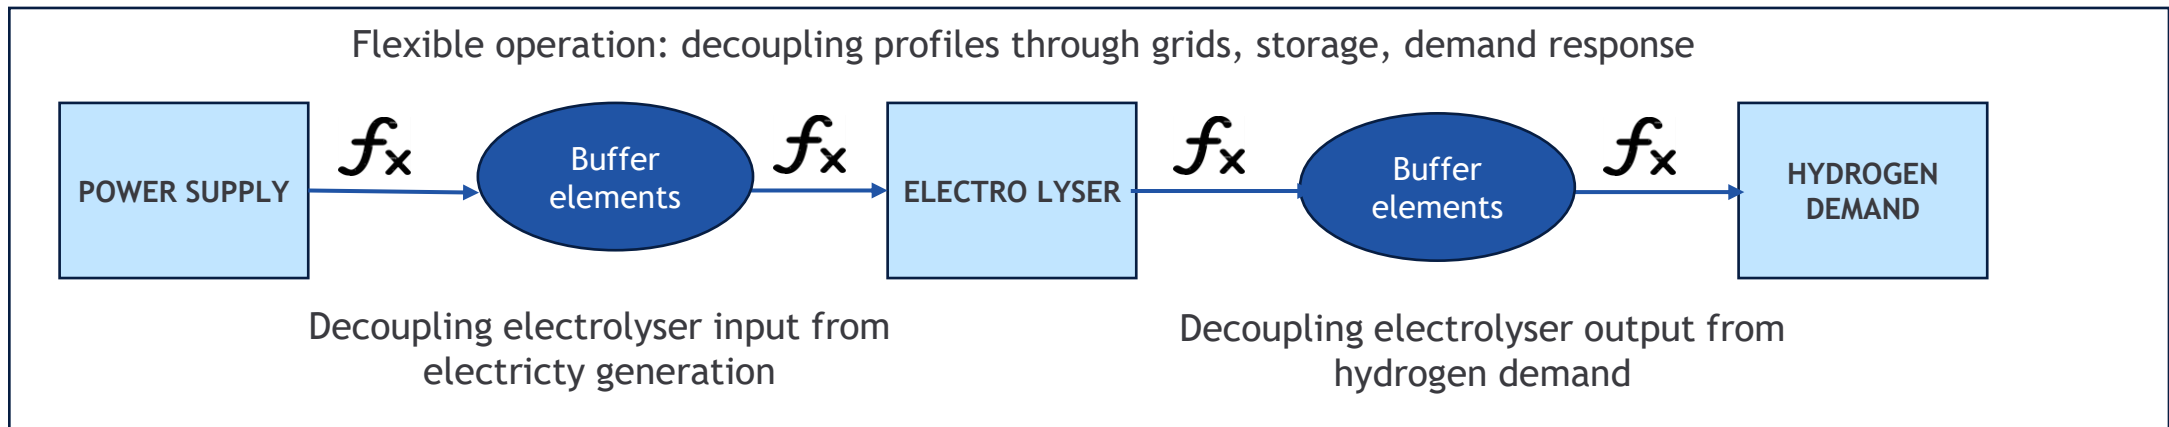 Flexible operation: decoupling profiles through grids, storage, demand response
POWER SUPPLY
fx
Buffer
elements
fx
ELECTRO LYSER
fx
Buffer
elements
fx
HYDROGEN
DEMAND
Decoupling electrolyser input from
electricty generation
Decoupling electrolyser output from
hydrogen demand